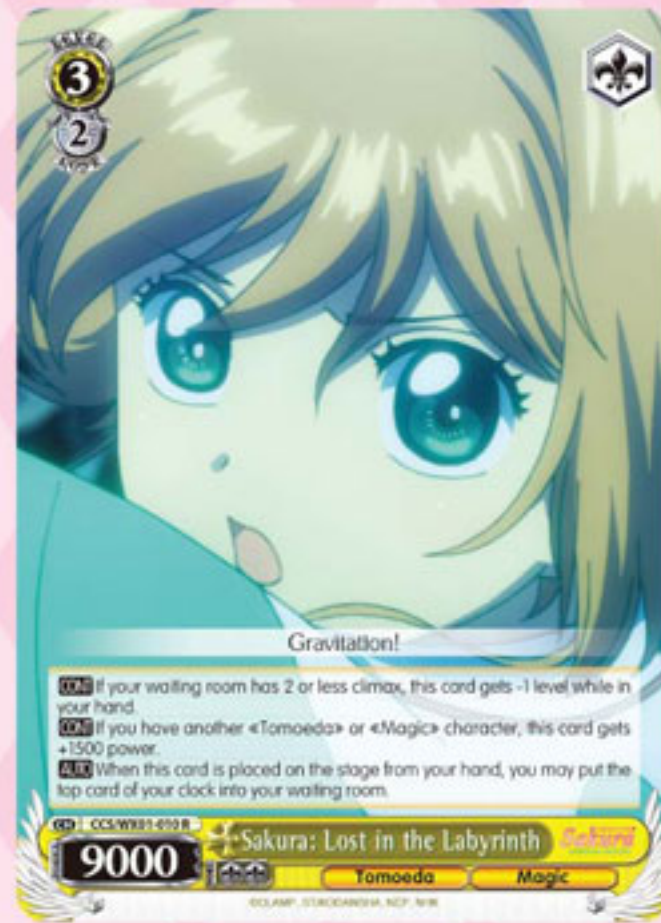 3
2
Gravitation!
CONT If your waiting room has 2 or less climax, this card gets -1 level while in
your hand.
CONT If you have another «Tomoeda» or «Magic» character, this card gets
+1500 power.
AUTO When this card is placed on the stage from your hand, you may put the
top card of your clock into your waiting room.
CH CCS/WX01-010 R
Sakura: Lost in the Labyrinth
Sakura
9000
Tomoeda
Magic